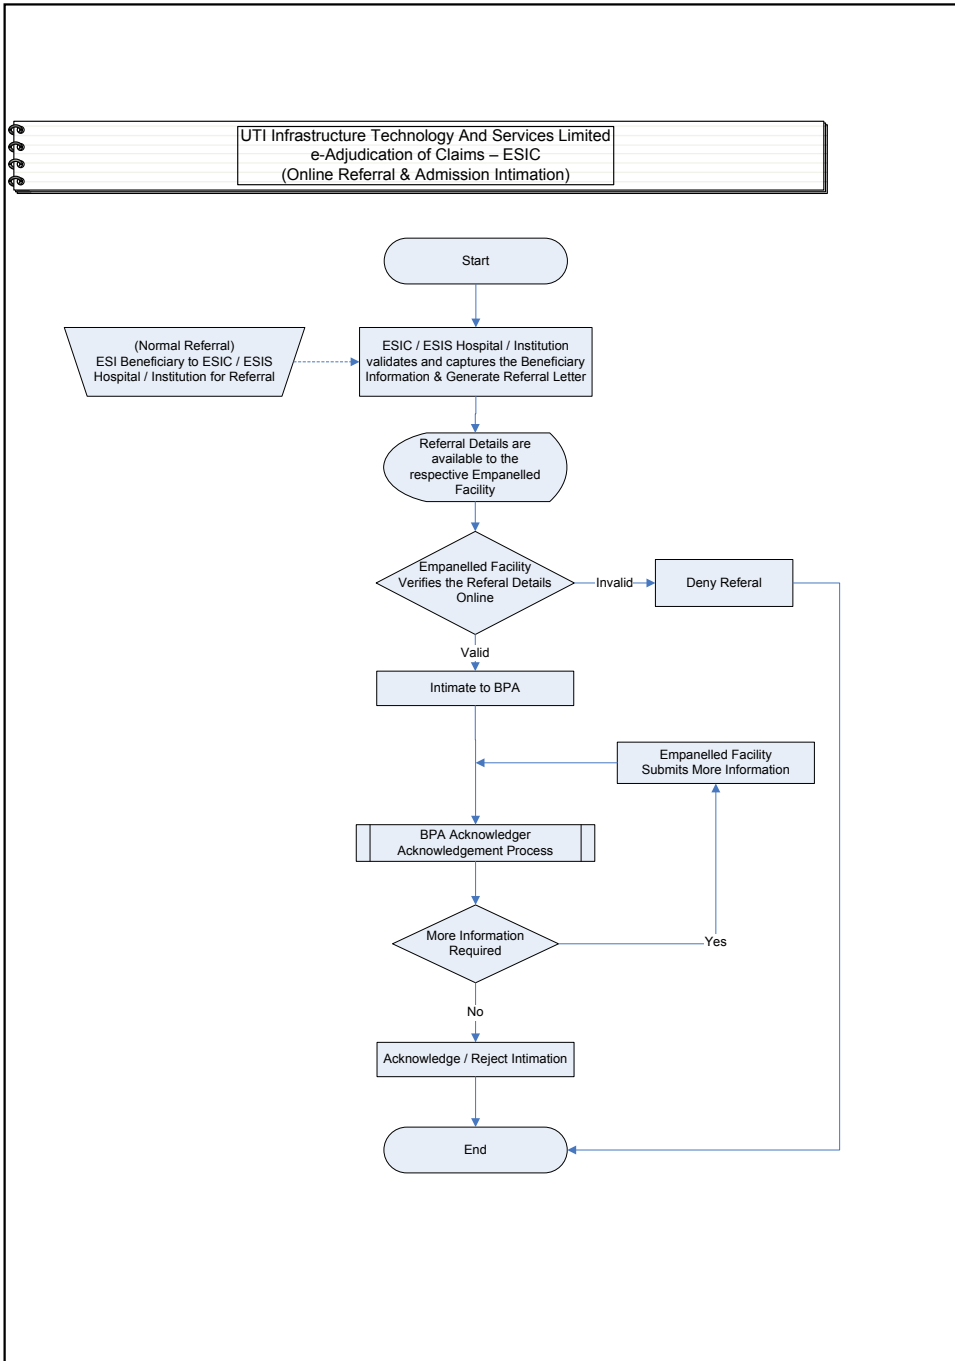 UTI Infrastructure Technology And Services Limited
e-Adjudication of Claims – ESIC
(Online Referral & Admission Intimation)
Start
(Normal Referral)
ESI Beneficiary to ESIC / ESIS
Hospital / Institution for Referral
ESIC / ESIS Hospital / Institution
validates and captures the Beneficiary
Information & Generate Referral Letter
Referral Details are
available to the
respective Empanelled
Facility
Empanelled Facility
Verifies the Referal Details
Online
Invalid
Deny Referal
Valid
Intimate to BPA
Empanelled Facility
Submits More Information
BPA Acknowledger
Acknowledgement Process
More Information
Required
Yes
No
Acknowledge / Reject Intimation
End